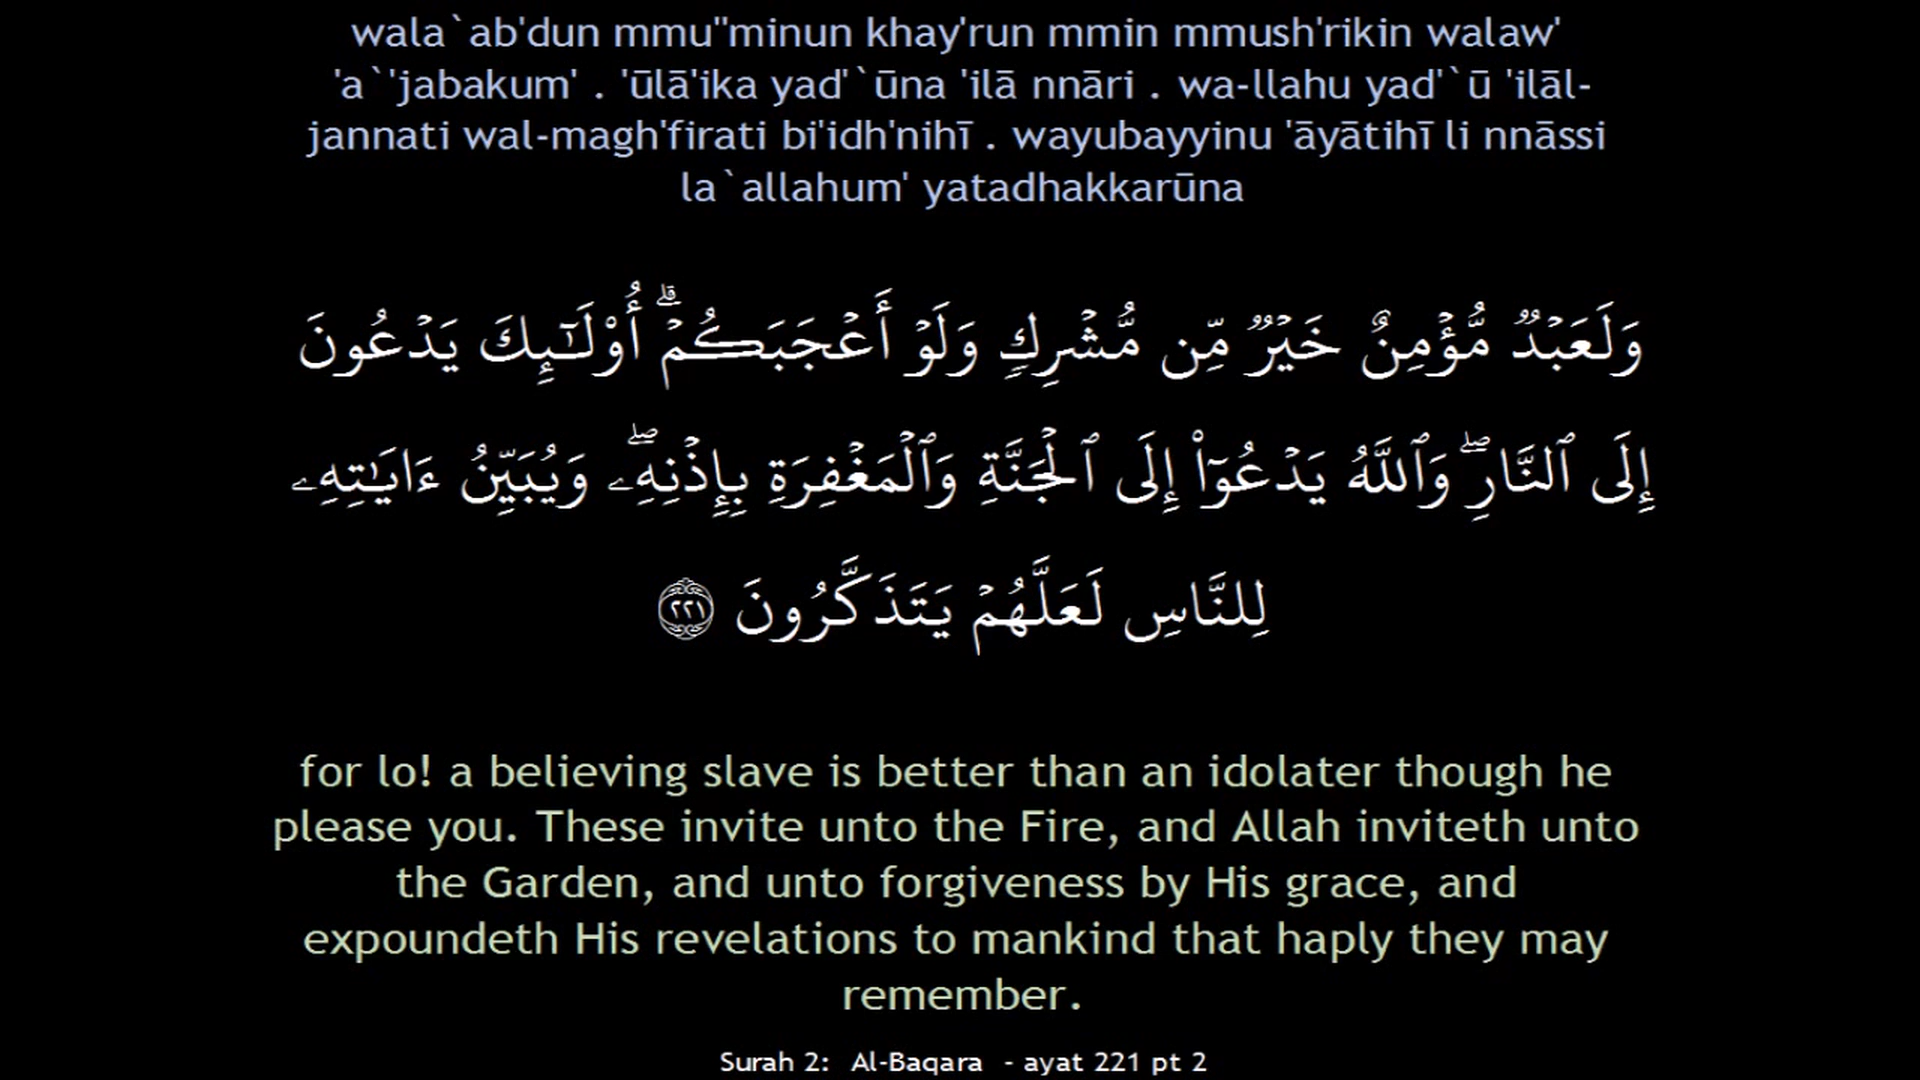 wala`ab'dun mmu''minun khay'run mmin mmush'rikin walaw'
'a`'jabakum' . 'ūlā'ika yad'`ūna 'ilā nnāri . wa-llahu yad'`ū 'ilāl-
jannati wal-magh'firati bi'idh'nihī . wayubayyinu 'āyātihī li nnāssi
la`allahum' yatadhakkarūna
وَلَعَبۡدٌ مُّؤۡمِنٌ خَيۡرٌ مِّن مُّشۡرِكٍ وَلَوۡ أَعۡجَبَكُمۡۗ أُوْلَٰٓئِكَ يَدۡعُونَ
إِلَى ٱلنَّارِۖ وَٱللَّهُ يَدۡعُوٓاْ إِلَى ٱلۡجَنَّةِ وَٱلۡمَغۡفِرَةِ بِإِذۡنِهِۦۖ وَيُبَيِّنُ ءَايَٰتِهِۦ
لِلنَّاسِ لَعَلَّهُمۡ يَتَذَكَّرُونَ ٢٢١
for lo! a believing slave is better than an idolater though he
please you. These invite unto the Fire, and Allah inviteth unto
the Garden, and unto forgiveness by His grace, and
expoundeth His revelations to mankind that haply they may
remember.
Surah 2: Al-Baqara - ayat 221 pt 2